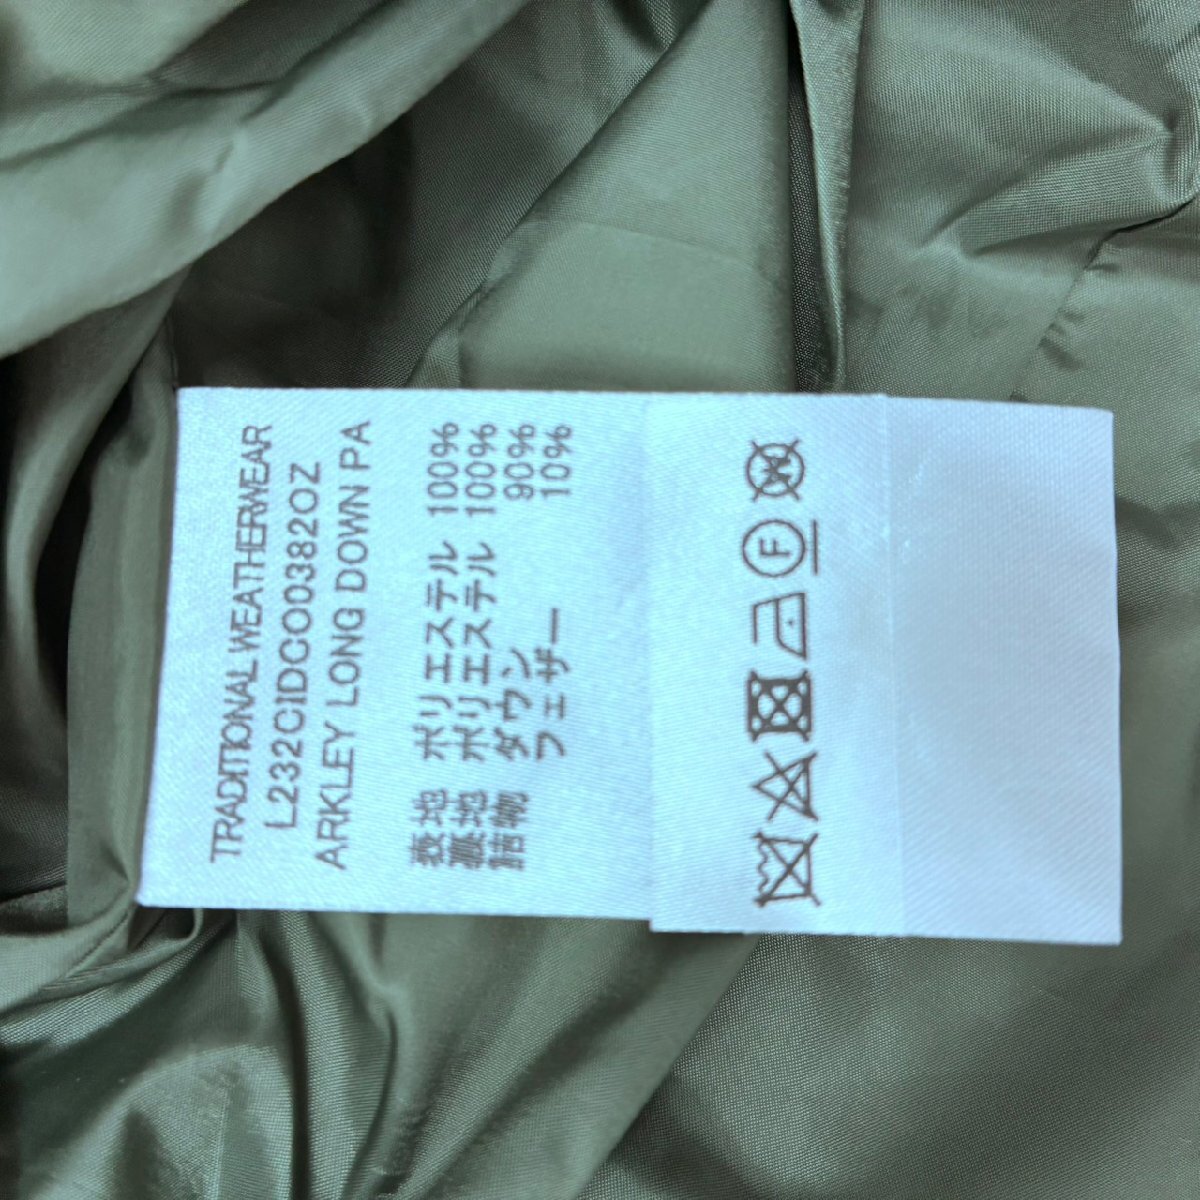 TRADITIONAL WEATHERWEAR
L232CIDCO0382OZ
ARKLEY LONG DOWN PA
表地 ポリエステル 100%
裏地 ポリエステル 100%
詰物 ダウン 90%
フェザー 10%
W
F